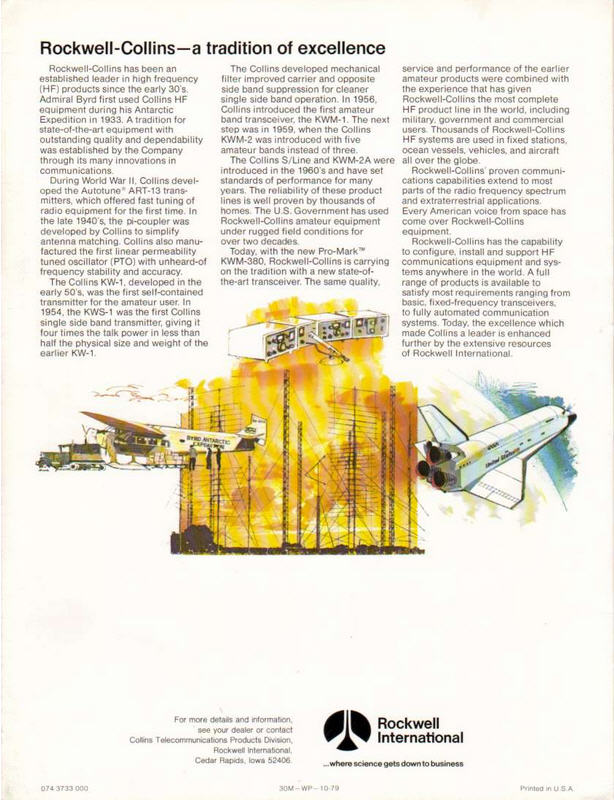 Rockwell-Collins—a tradition of excellence
Rockwell-Collins has been an
established leader in high frequency
(HF) products since the early 30's.
Admiral Byrd first used Collins HF
equipment during his Antarctic
Expedition in 1933. A tradition for
state-of-the-art equipment with
outstanding quality and dependability
was established by the Company
through its many innovations in
communications.
During World War II, Collins devel-
oped the Autotune® ART-13 trans-
mitters, which offered fast tuning of
radio equipment for the first time. In
the late 1940's, the pi-coupler was
developed by Collins to simplify
antenna matching. Collins also manu-
factured the first linear permeability
tuned oscillator (PTO) with unheard-of
frequency stability and accuracy.
The Collins KW-1, developed in the
early 50's, was the first self-contained
transmitter for the amateur user. In
1954, the KWS-1 was the first Collins
single side band transmitter, giving it
four times the talk power in less than
half the physical size and weight of the
earlier KW-1.
The Collins developed mechanical
filter improved carrier and opposite
side band suppression for cleaner
single side band operation. In 1956,
Collins introduced the first amateur
band transceiver, the KWM-1. The next
step was in 1959, when the Collins
KWM-2 was introduced with five
amateur bands instead of three.
The Collins S/Line and KWM-2A were
introduced in the 1960's and have set
standards of performance for many
years. The reliability of these product
lines is well proven by thousands of
homes. The U.S. Government has used
Rockwell-Collins amateur equipment
under rugged field conditions for
over two decades.
Today, with the new Pro-Mark™
KWM-380, Rockwell-Collins is carrying
on the tradition with a new state-of-
the-art transceiver. The same quality,
service and performance of the earlier
amateur products were combined with
the experience that has given
Rockwell-Collins the most complete
HF product line in the world, including
military, government and commercial
users. Thousands of Rockwell-Collins
HF systems are used in fixed stations,
ocean vessels, vehicles, and aircraft
all over the globe.
Rockwell-Collins' proven communi-
cations capabilities extend to most
parts of the radio frequency spectrum
and extraterrestrial applications.
Every American voice from space has
come over Rockwell-Collins
equipment.
Rockwell-Collins has the capability
to configure, install and support HF
communications equipment and sys-
tems anywhere in the world. A full
range of products is available to
satisfy most requirements ranging from
basic, fixed-frequency transceivers,
to fully automated communication
systems. Today, the excellence which
made Collins a leader is enhanced
further by the extensive resources
of Rockwell International.
BYRD ANTARCTIC
EXPEDITION
United States
For more details and information,
see your dealer or contact
Collins Telecommunications Products Division,
Rockwell International,
Cedar Rapids, Iowa 52406.
Rockwell
International
...where science gets down to business
074 3733 000
30M—WP—10-79
Printed in U.S.A.